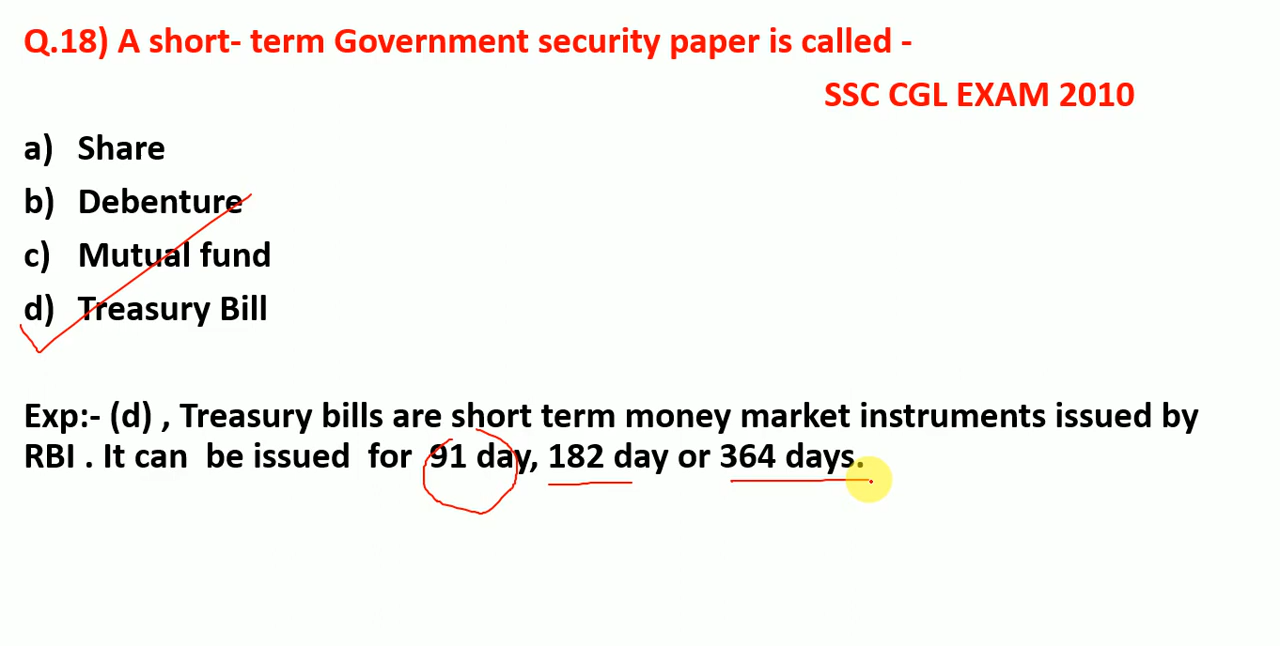 Q.18) A short- term Government security paper is called -
SSC CGL EXAM 2010
a) Share
b) Debenture
c) Mutual fund
d) Treasury Bill
Exp:- (d) , Treasury bills are short term money market instruments issued by
RBI . It can be issued for 91 day, 182 day or 364 days.